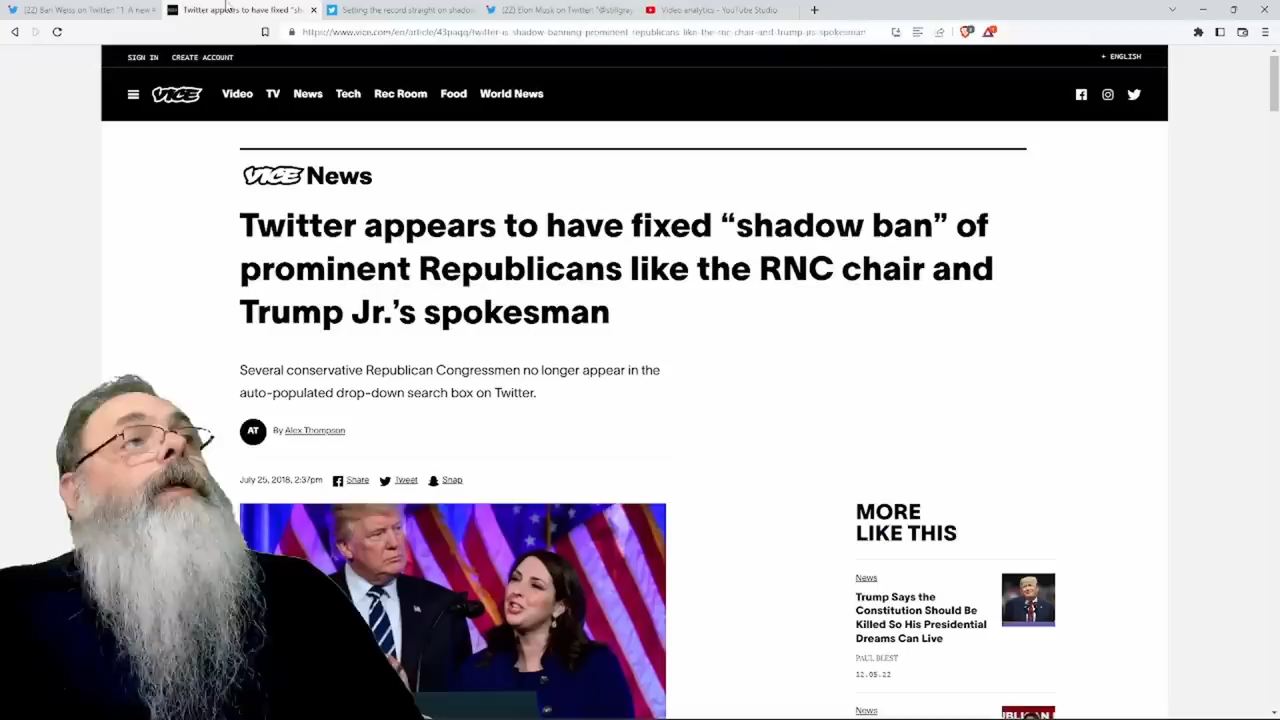 (22) Bari Weiss on Twitter: "1. A new #
Twitter appears to have fixed "sh
Setting the record straight on shadow
(22) Elon Musk on Twitter: "@stillgray
Video analytics - YouTube Studio
https://www.vice.com/en/article/43paqq/twitter-is-shadow-banning-prominent-republicans-like-the-rnc-chair-and-trump-jrs-spokesman
SIGN IN CREATE ACCOUNT
+ ENGLISH
VICE Video TV News Tech Rec Room Food World News
VICE News
Twitter appears to have fixed “shadow ban” of
prominent Republicans like the RNC chair and
Trump Jr.’s spokesman
Several conservative Republican Congressmen no longer appear in the
auto-populated drop-down search box on Twitter.
AT By Alex Thompson
July 25, 2018, 2:37pm Share Tweet Snap
MORE
LIKE THIS
News
Trump Says the
Constitution Should Be
Killed So His Presidential
Dreams Can Live
PAUL BLEST
12.05.22
News